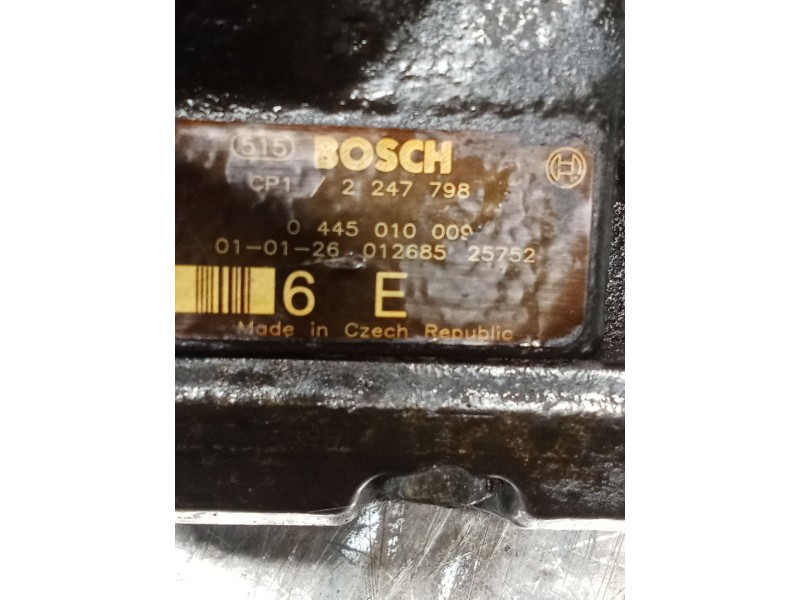 515 BOSCH
CP1 / 2 247 798
0 445 010 009
01-01-26 012685 25752
6 E
Made in Czech Republic